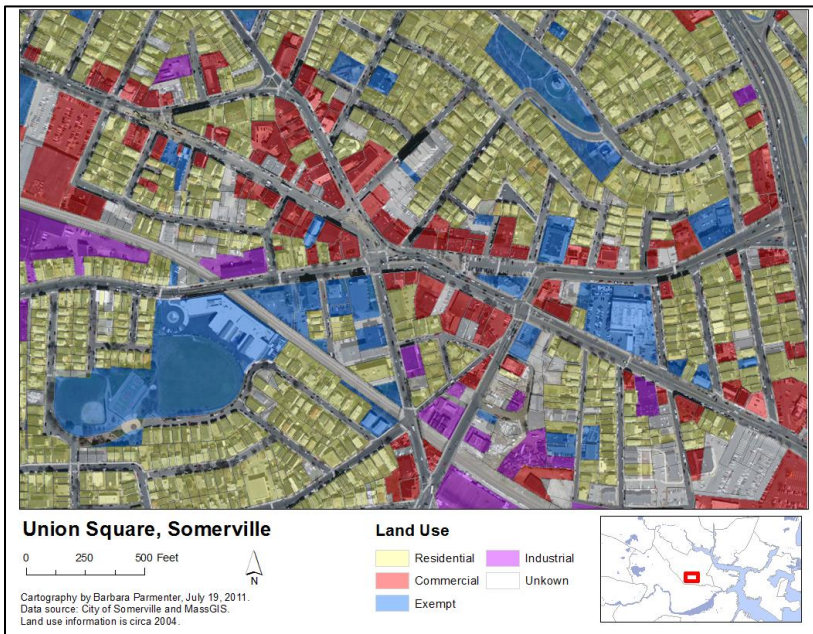 Union Square, Somerville
0 250 500 Feet
N
Cartography by Barbara Parmenter, July 19, 2011.
Data source: City of Somerville and MassGIS.
Land use information is circa 2004.
Land Use
Residential
Commercial
Exempt
Industrial
Unkown